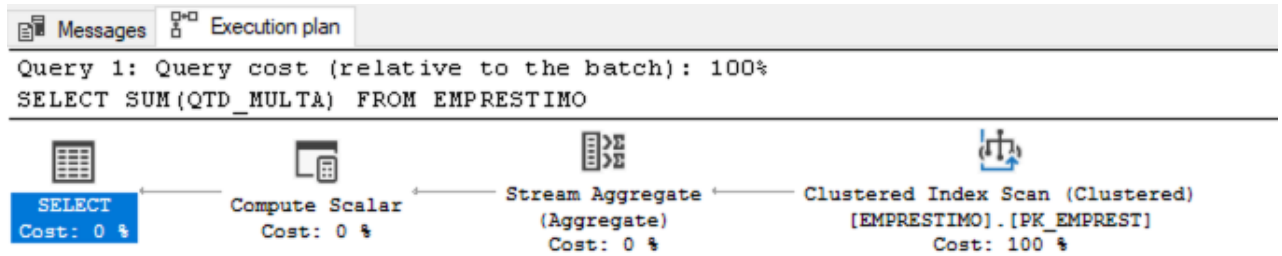 Messages Execution plan
Query 1: Query cost (relative to the batch): 100%
SELECT SUM(QTD_MULTA) FROM EMPRESTIMO
SELECT
Cost: 0 %
Compute Scalar
Cost: 0 %
Stream Aggregate
(Aggregate)
Cost: 0 %
Clustered Index Scan (Clustered)
[EMPRESTIMO].[PK_EMPREST]
Cost: 100 %